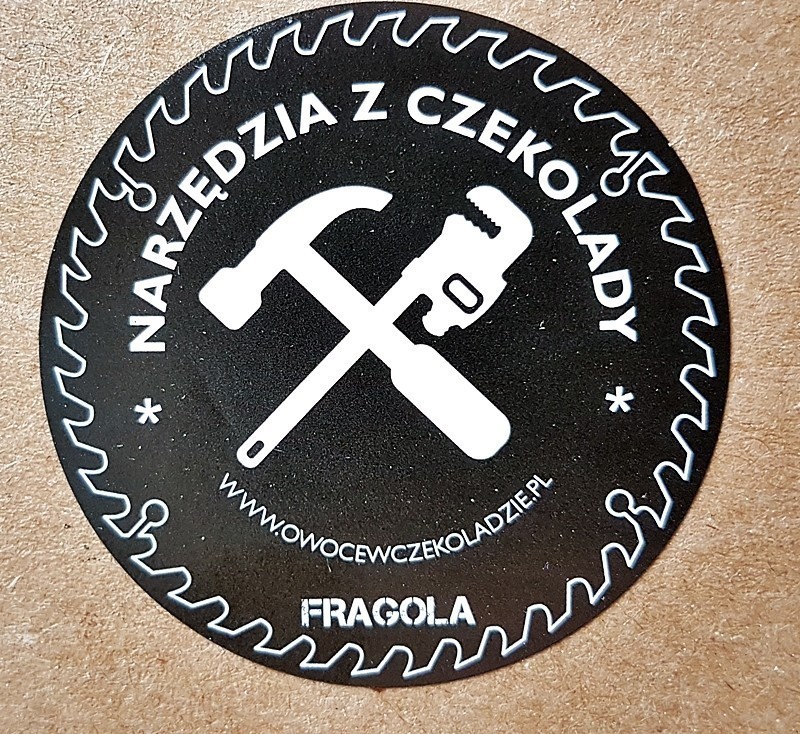 NARZĘDZIA Z CZEKOLADY
* *
WWW.OWOCEWCZEKOLADZIE.PL
FRAGOLA